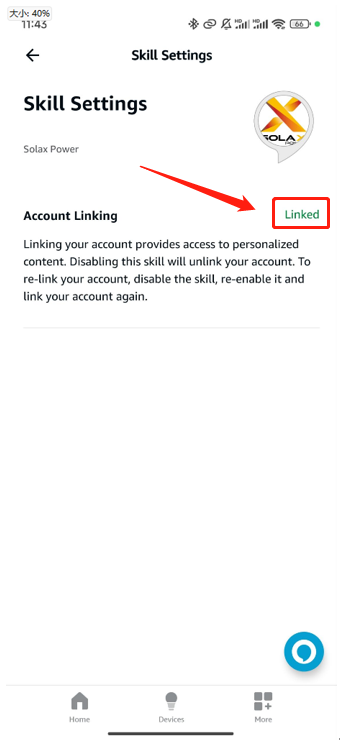 大小: 40%
11:43
HD
HD
66
Skill Settings
Skill Settings
Solax Power
SOLAX
Account Linking
Linked
Linking your account provides access to personalized
content. Disabling this skill will unlink your account. To
re-link your account, disable the skill, re-enable it and
link your account again.
Home
Devices
More